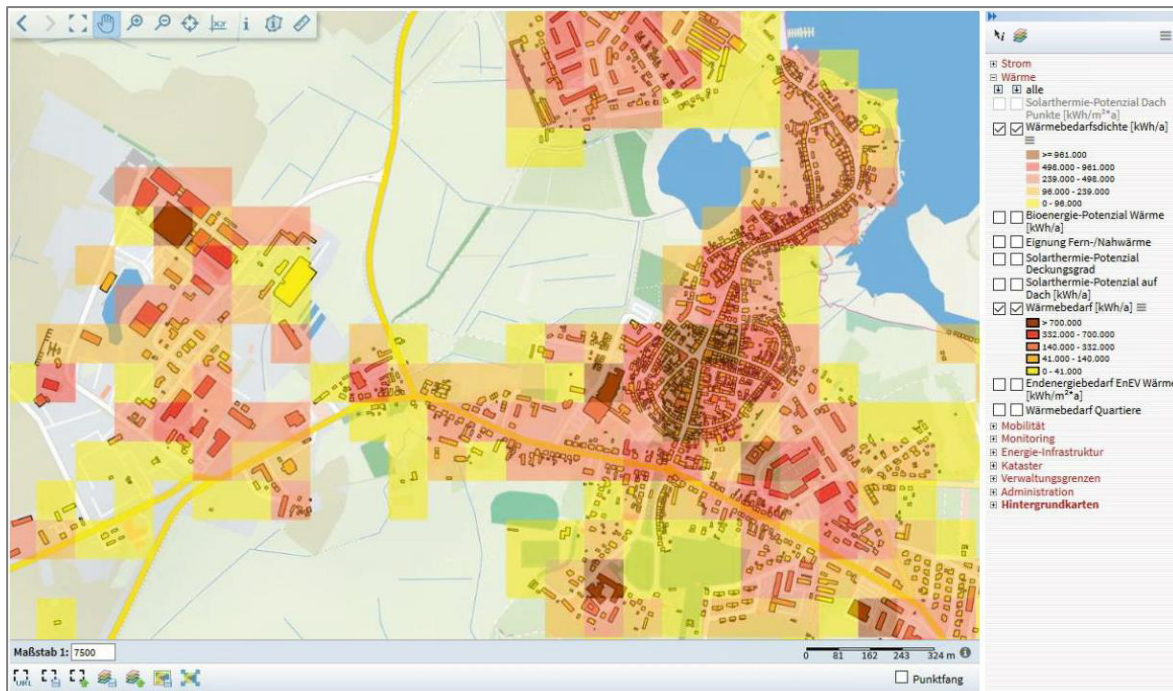 x,y
i
i
i
Strom
Wärme
alle
Solarthermie-Potenzial Dach
Punkte [kWh/m²*a]
Wärmebedarfsdichte [kWh/a]
>= 961.000
498.000 - 961.000
239.000 - 498.000
96.000 - 239.000
0 - 96.000
Bioenergie-Potenzial Wärme
[kWh/a]
Eignung Fern-/Nahwärme
Solarthermie-Potenzial
Deckungsgrad
Solarthermie-Potenzial auf
Dach [kWh/a]
Wärmebedarf [kWh/a]
> 700.000
332.000 - 700.000
140.000 - 332.000
41.000 - 140.000
0 - 41.000
Endenergiebedarf EnEV Wärme
[kWh/m²*a]
Wärmebedarf Quartiere
Mobilität
Monitoring
Energie-Infrastruktur
Kataster
Verwaltungsgrenzen
Administration
Hintergrundkarten
Maßstab 1: 7500
0 81 162 243 324 m i
URL
Punktfang